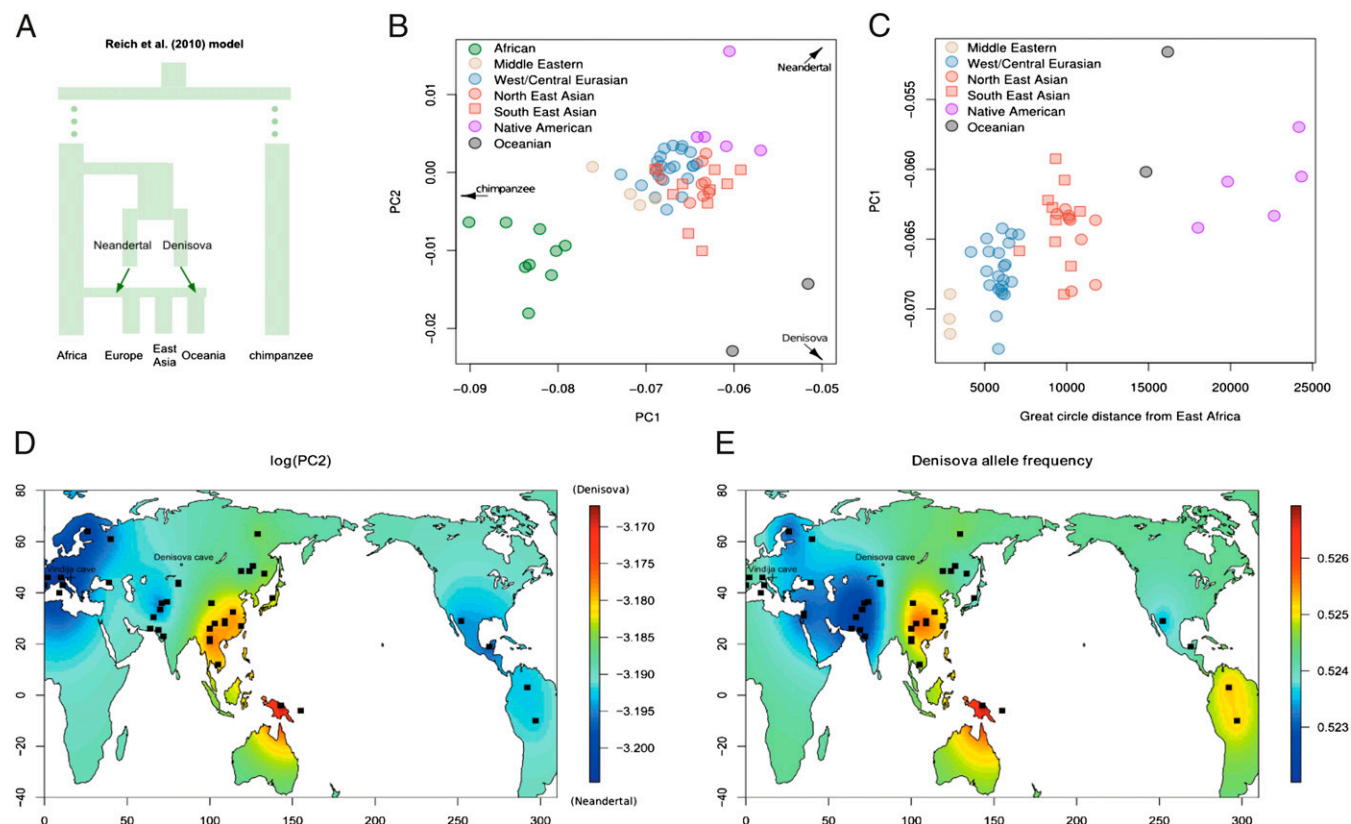 A
Reich et al. (2010) model
Neandertal
Denisova
Africa
Europe
East
Asia
Oceania
chimpanzee
B
African
Middle Eastern
West/Central Eurasian
North East Asian
South East Asian
Native American
Oceanian
Neandertal
chimpanzee
Denisova
PC2
0.01
0.00
−0.01
−0.02
−0.09
−0.08
−0.07
−0.06
−0.05
PC1
C
Middle Eastern
West/Central Eurasian
North East Asian
South East Asian
Native American
Oceanian
PC1
−0.055
−0.060
−0.065
−0.070
5000
10000
15000
20000
25000
Great circle distance from East Africa
D
log(PC2)
80
60
40
20
0
−20
−40
0
50
100
150
200
250
300
Vindija cave
Denisova cave
(Denisova)
−3.170
−3.175
−3.180
−3.185
−3.190
−3.195
−3.200
(Neandertal)
E
Denisova allele frequency
80
60
40
20
0
−20
−40
0
50
100
150
200
250
300
Vindija cave
Denisova cave
0.526
0.525
0.524
0.523